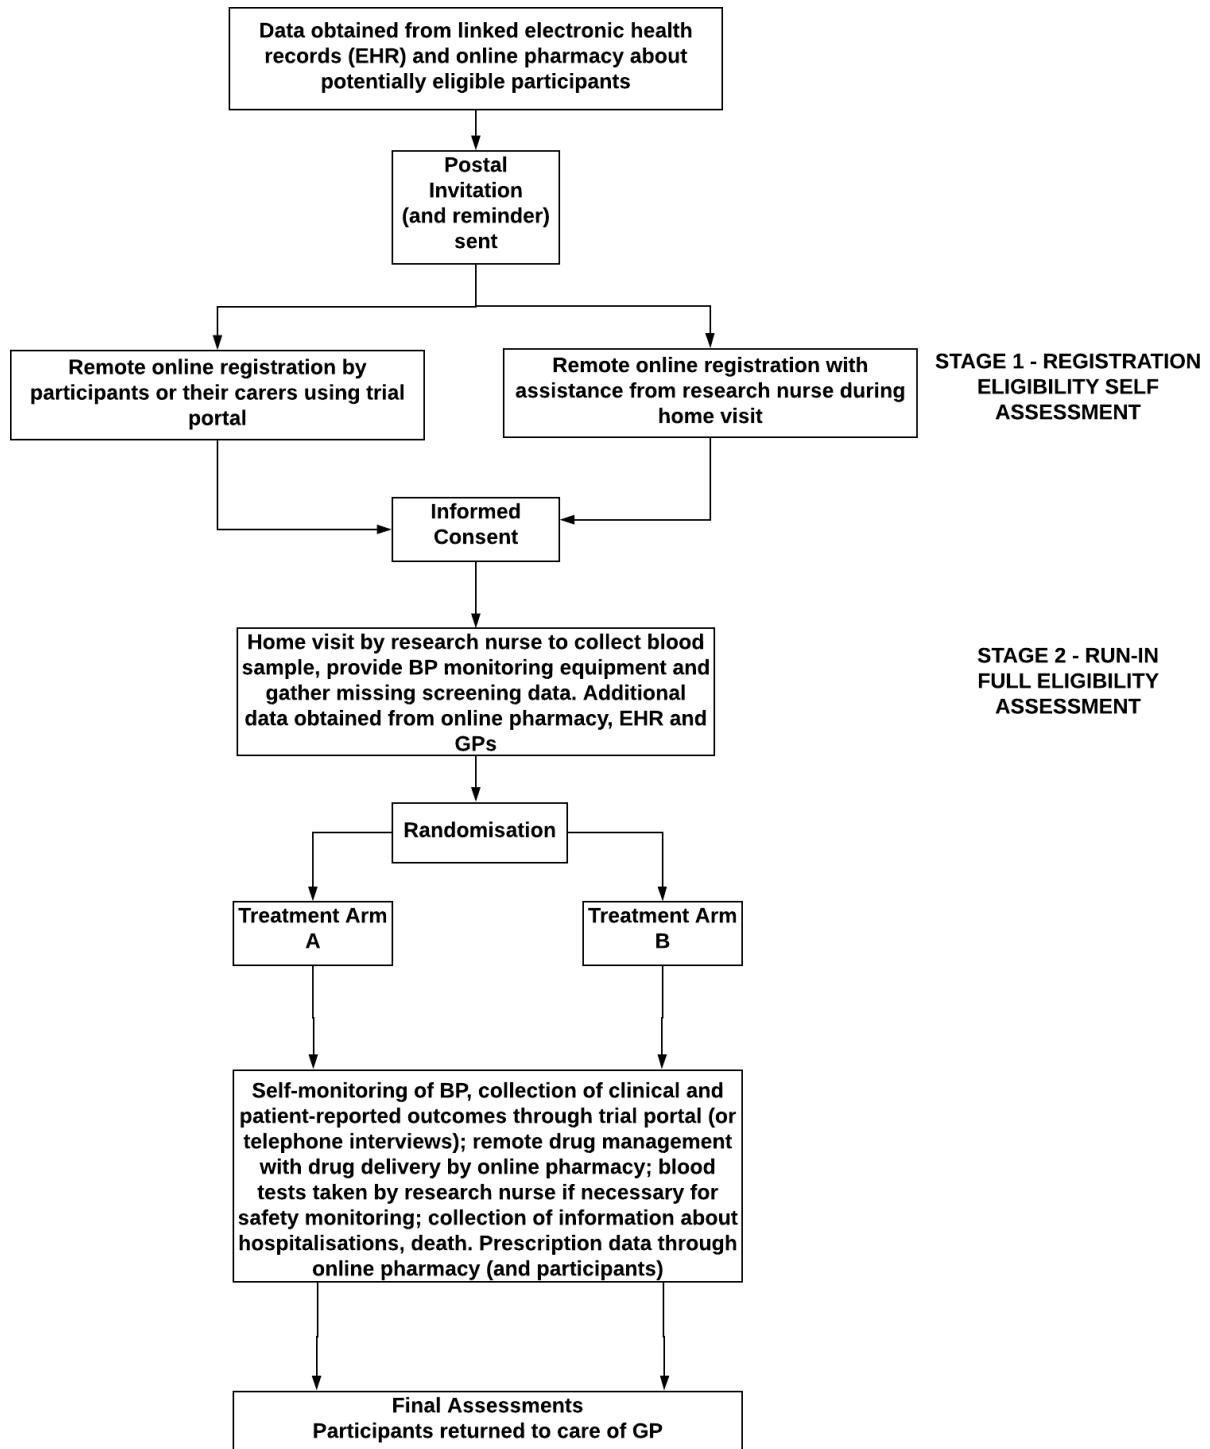 Data obtained from linked electronic health
records (EHR) and online pharmacy about
potentially eligible participants
Postal
Invitation
(and reminder)
sent
Remote online registration by
participants or their carers using trial
portal
Remote online registration with
assistance from research nurse during
home visit
STAGE 1 - REGISTRATION
ELIGIBILITY SELF
ASSESSMENT
Informed
Consent
Home visit by research nurse to collect blood
sample, provide BP monitoring equipment and
gather missing screening data. Additional
data obtained from online pharmacy, EHR and
GPs
STAGE 2 - RUN-IN
FULL ELIGIBILITY
ASSESSMENT
Randomisation
Treatment Arm
A
Treatment Arm
B
Self-monitoring of BP, collection of clinical and
patient-reported outcomes through trial portal (or
telephone interviews); remote drug management
with drug delivery by online pharmacy; blood
tests taken by research nurse if necessary for
safety monitoring; collection of information about
hospitalisations, death. Prescription data through
online pharmacy (and participants)
Final Assessments
Participants returned to care of GP